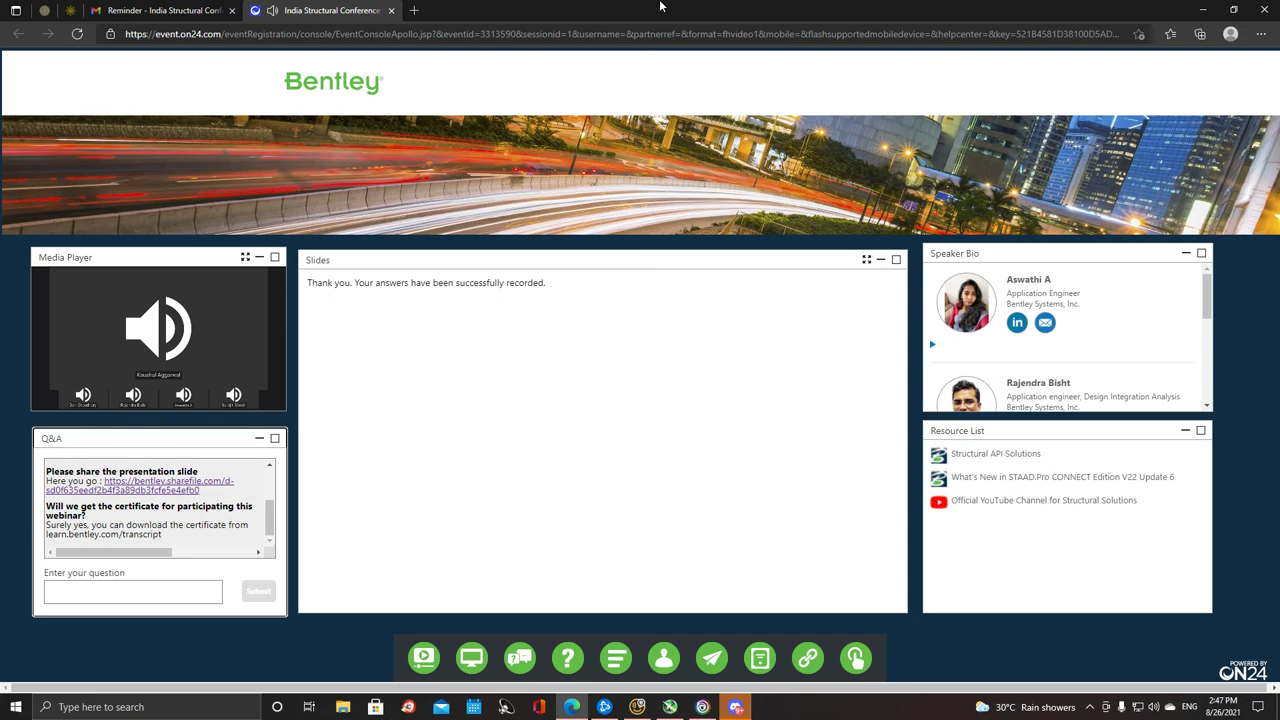 Reminder - India Structural Conf
India Structural Conference
https://event.on24.com/eventRegistration/console/EventConsoleApollo.jsp?&eventid=3313590&sessionid=1&username=&partnerref=&format=fhvideo1&mobile=&flashsupportedmobiledevice=&helpcenter=&key=521B4581D38100D5AD...
Bentley®
Media Player
Kaushal Aggarwal
Q&A
Please share the presentation slide
Here you go : https://bentley.sharefile.com/d-
sd0f635eedf2b4f3a89db3fcfe5e4efb0
Will we get the certificate for participating this
webinar?
Surely yes, you can download the certificate from
learn.bentley.com/transcript
Enter your question
Submit
Slides
Thank you. Your answers have been successfully recorded.
Speaker Bio
Aswathi A
Application Engineer
Bentley Systems, Inc.
in
Rajendra Bisht
Application engineer, Design Integration Analysis
Bentley Systems, Inc.
Resource List
Structural API Solutions
What's New in STAAD.Pro CONNECT Edition V22 Update 6
Official YouTube Channel for Structural Solutions
POWERED BY
ON24
Type here to search
30°C Rain showers
ENG
2:47 PM
8/26/2021